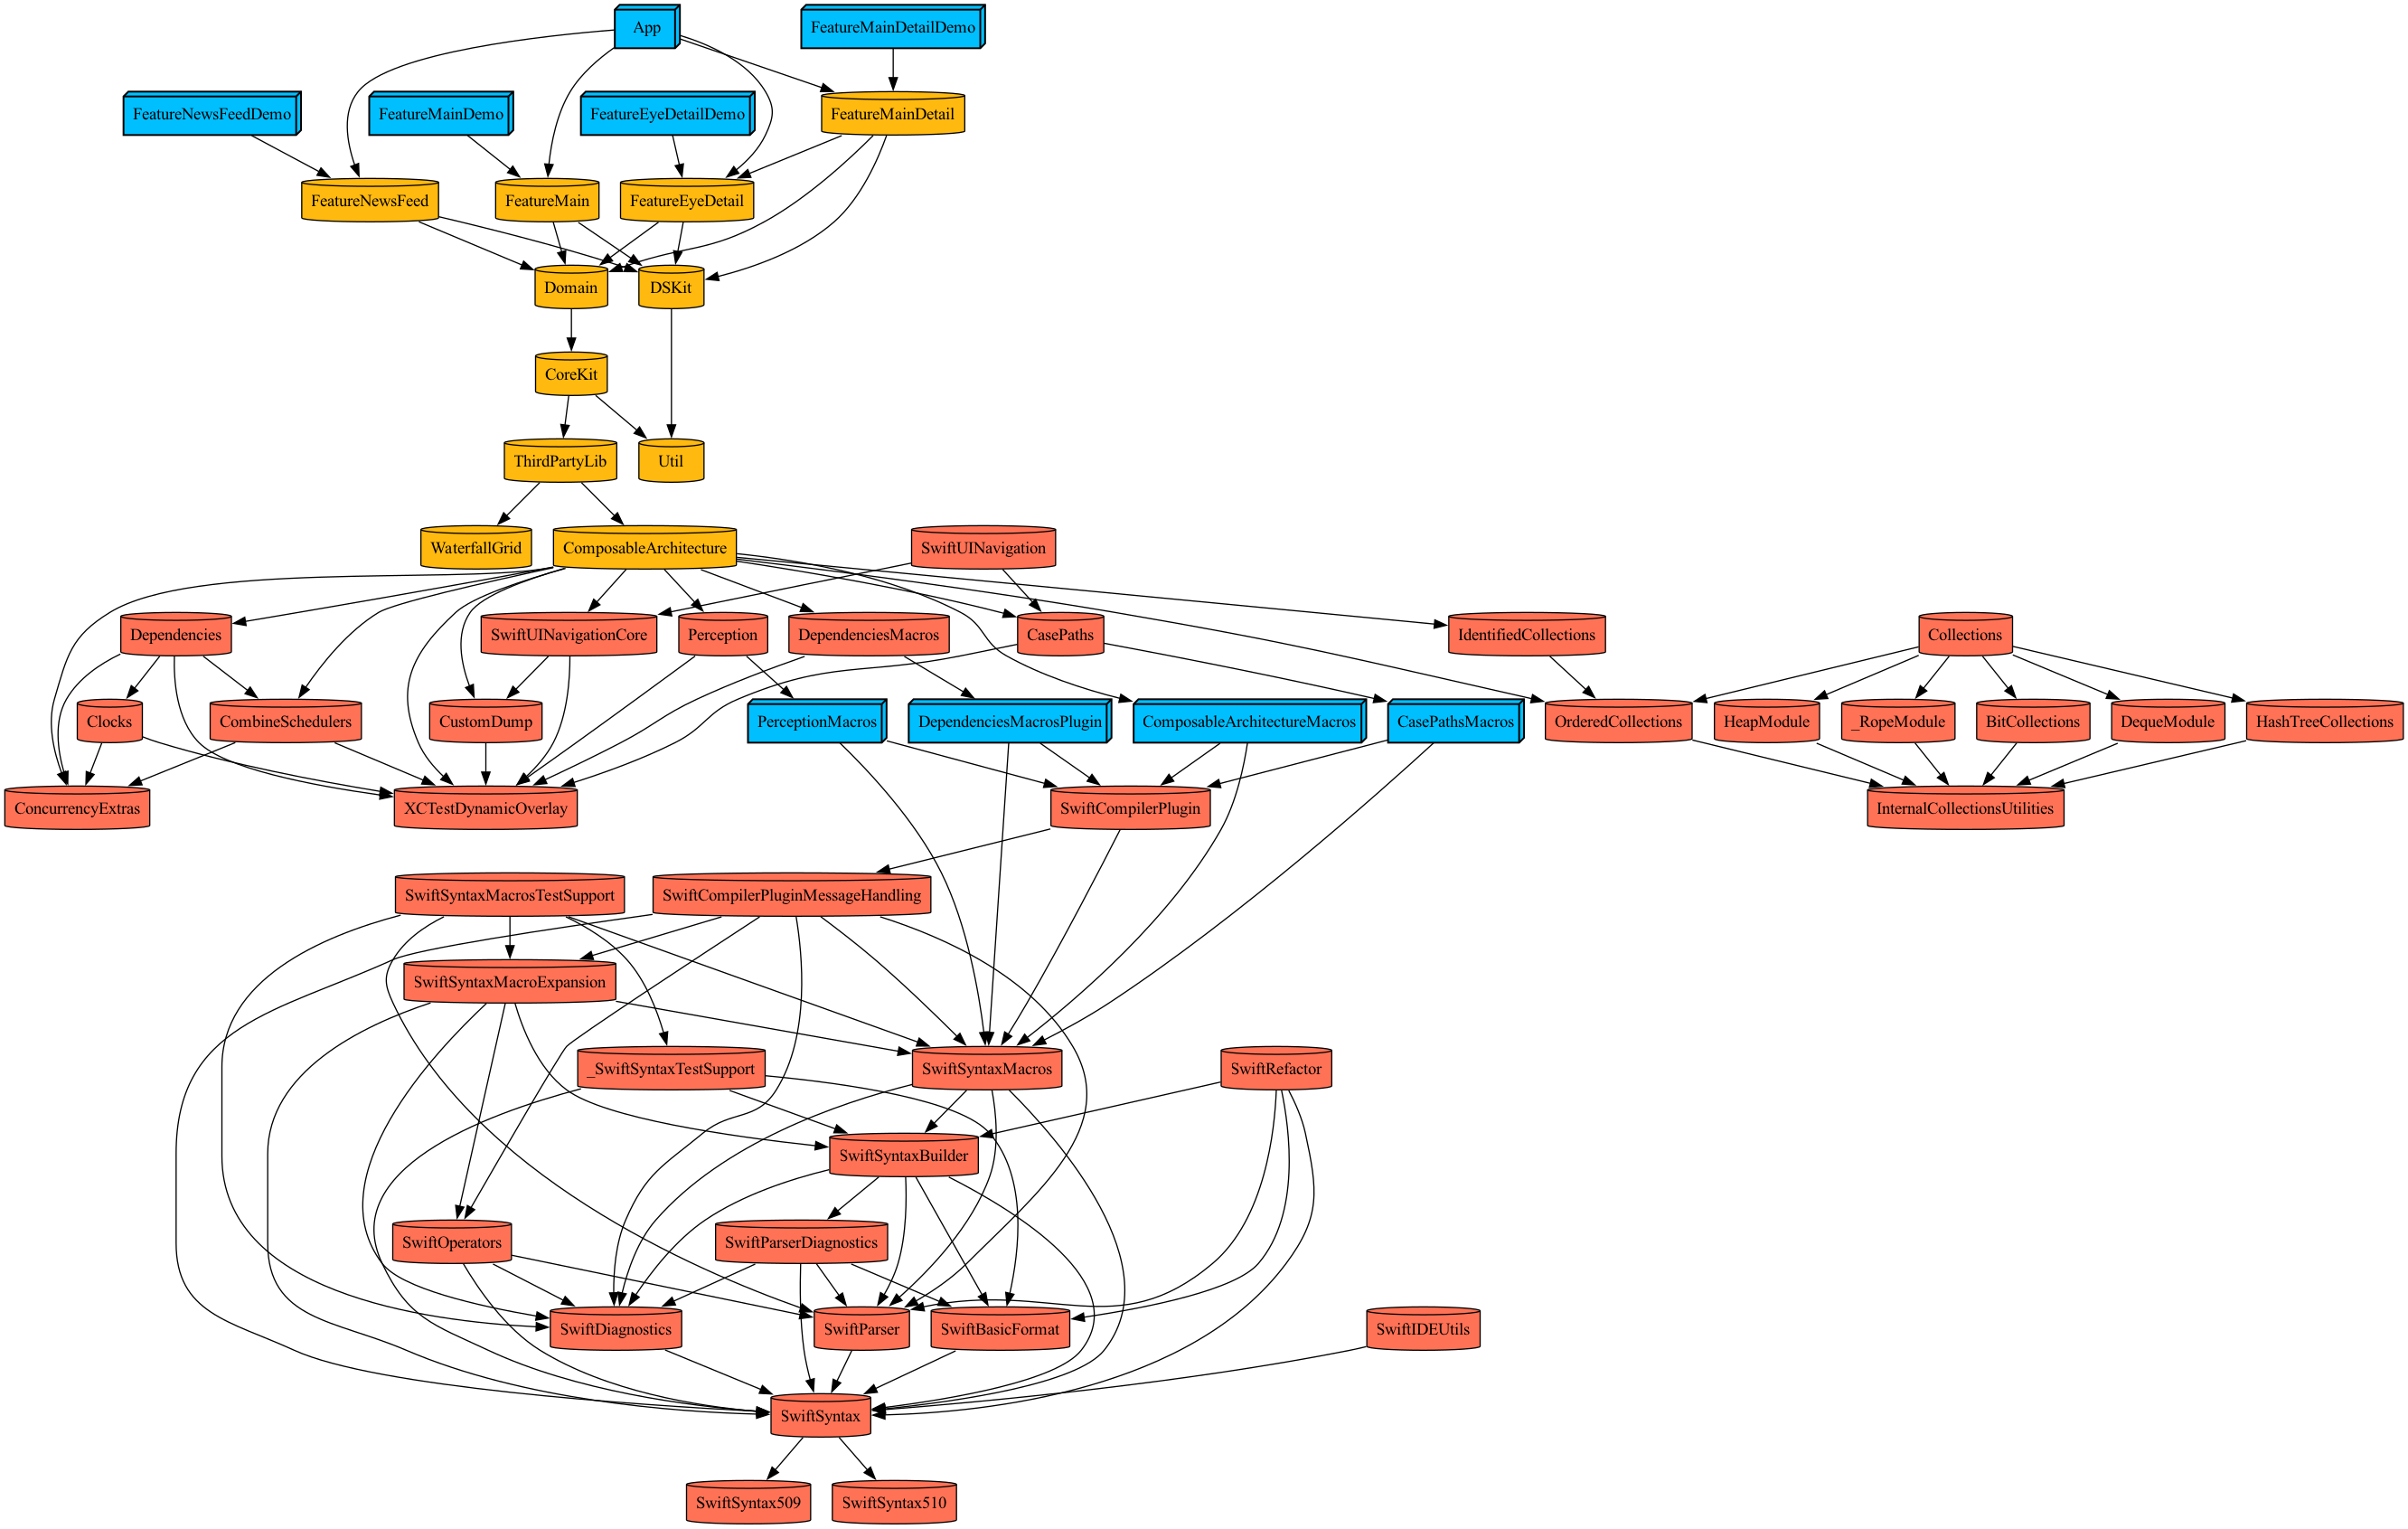 App
FeatureMainDetailDemo
FeatureNewsFeedDemo
FeatureMainDemo
FeatureEyeDetailDemo
FeatureMainDetail
FeatureNewsFeed
FeatureMain
FeatureEyeDetail
Domain
DSKit
CoreKit
ThirdPartyLib
Util
WaterfallGrid
ComposableArchitecture
SwiftUINavigation
Dependencies
SwiftUINavigationCore
Perception
DependenciesMacros
CasePaths
IdentifiedCollections
Collections
Clocks
CombineSchedulers
CustomDump
PerceptionMacros
DependenciesMacrosPlugin
ComposableArchitectureMacros
CasePathsMacros
OrderedCollections
HeapModule
_RopeModule
BitCollections
DequeModule
HashTreeCollections
ConcurrencyExtras
XCTestDynamicOverlay
SwiftCompilerPlugin
InternalCollectionsUtilities
SwiftSyntaxMacrosTestSupport
SwiftCompilerPluginMessageHandling
SwiftSyntaxMacroExpansion
_SwiftSyntaxTestSupport
SwiftSyntaxMacros
SwiftRefactor
SwiftSyntaxBuilder
SwiftOperators
SwiftParserDiagnostics
SwiftDiagnostics
SwiftParser
SwiftBasicFormat
SwiftIDEUtils
SwiftSyntax
SwiftSyntax509
SwiftSyntax510